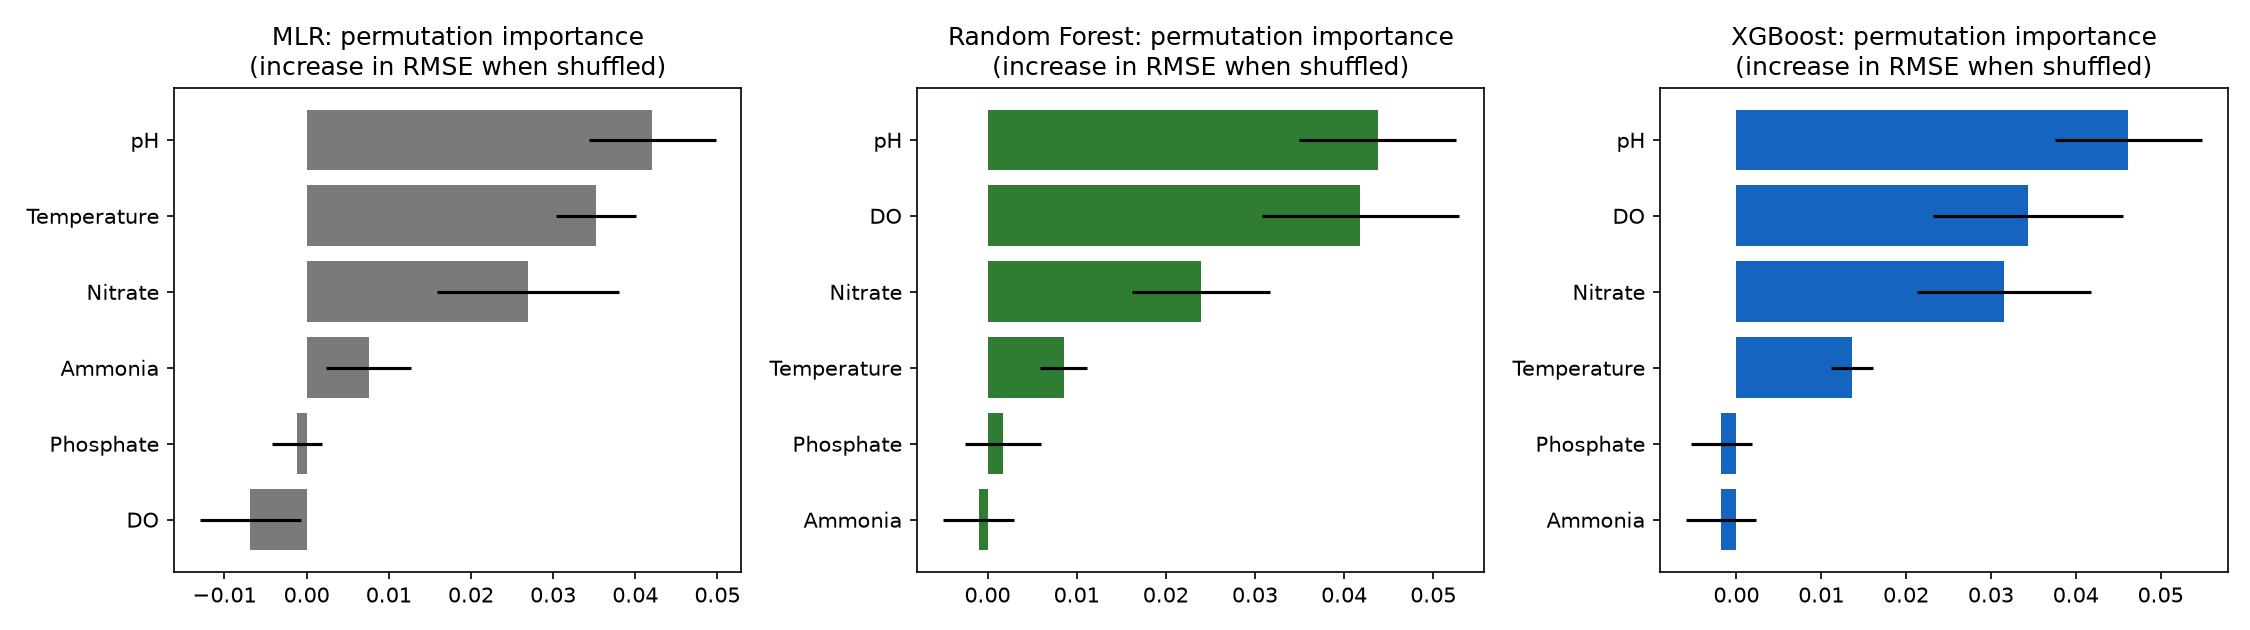 MLR: permutation importance
(increase in RMSE when shuffled)
pH
Temperature
Nitrate
Ammonia
Phosphate
DO
−0.01 0.00 0.01 0.02 0.03 0.04 0.05
Random Forest: permutation importance
(increase in RMSE when shuffled)
pH
DO
Nitrate
Temperature
Phosphate
Ammonia
0.00 0.01 0.02 0.03 0.04 0.05
XGBoost: permutation importance
(increase in RMSE when shuffled)
pH
DO
Nitrate
Temperature
Phosphate
Ammonia
0.00 0.01 0.02 0.03 0.04 0.05